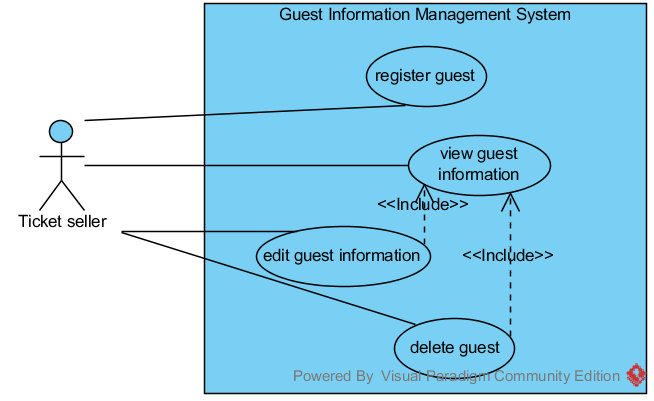 Guest Information Management System
register guest
view guest
information
<<Include>>
Ticket seller
edit guest information
<<Include>>
delete guest
Powered By Visual Paradigm Community Edition